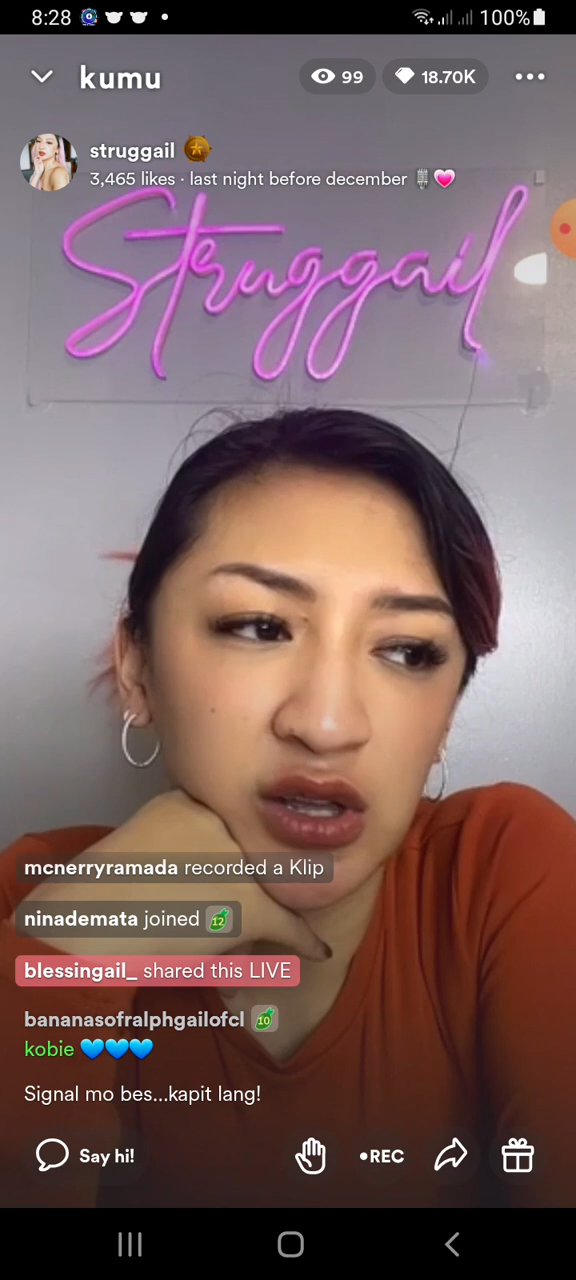 8:28
100%
kumu
99
18.70K
struggail
3,465 likes · last night before december 🎙️💗
Struggail
mcnerryramada recorded a Klip
ninademata joined 12
blessingail_ shared this LIVE
bananasofralphgailofcl 10
kobie 💙💙💙
Signal mo bes...kapit lang!
Say hi!
•REC